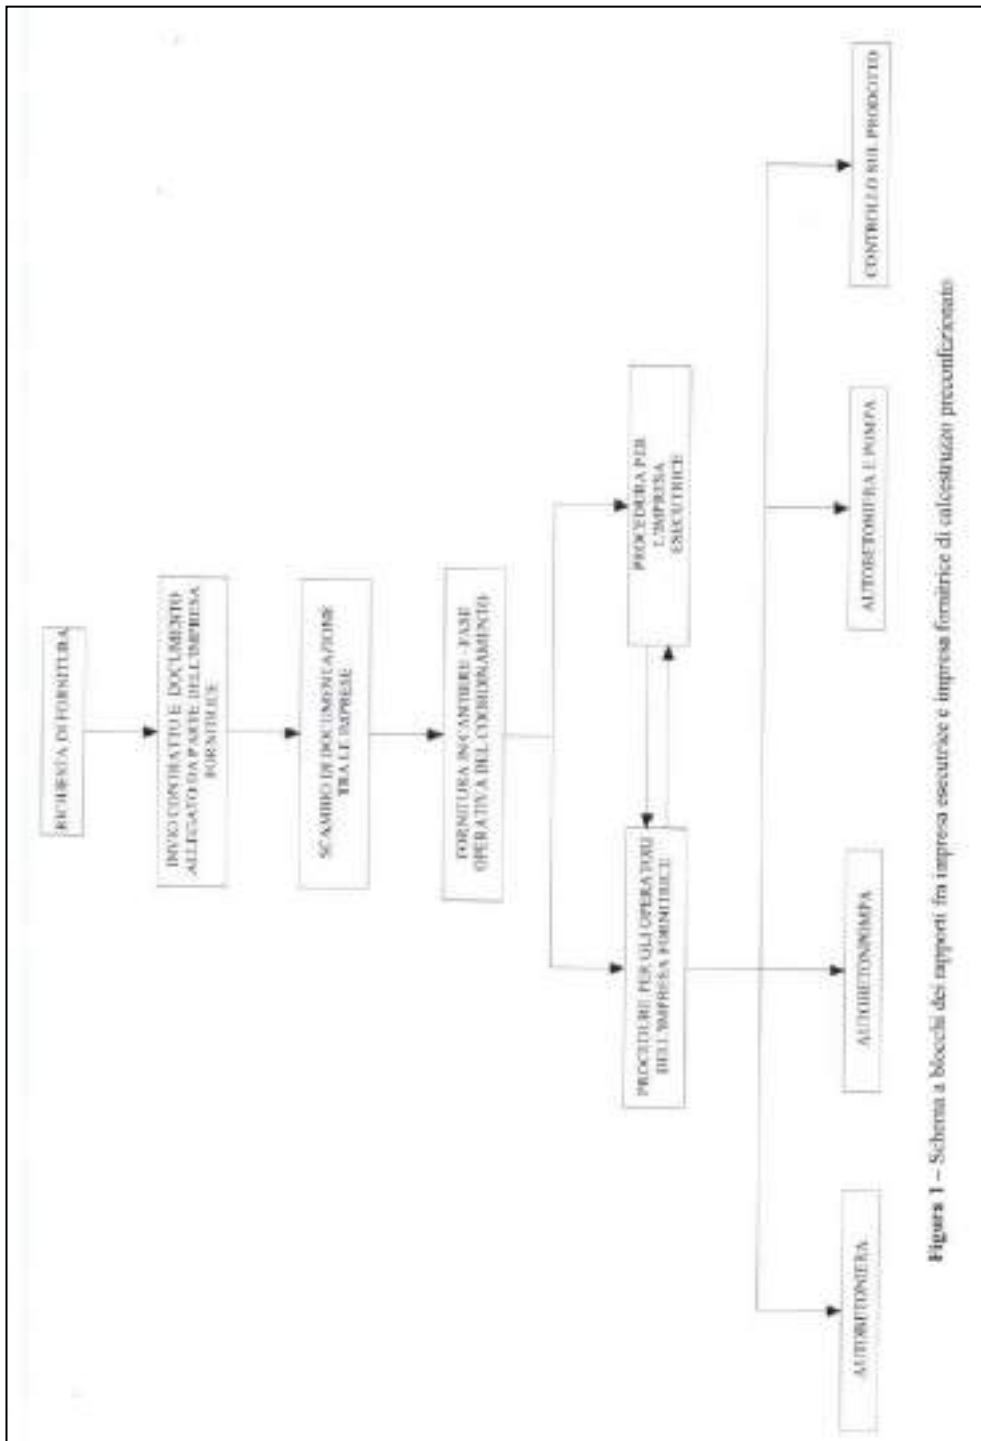 RICHIESTA DI FORNITURA
INVIO CONTRATTO E DOCUMENTO
ALLEGATO DA PARTE DELL'IMPRESA
FORNITRICE
SCAMBIO DI DOCUMENTAZIONE
TRA LE IMPRESE
FORNITURA IN CANTIERE - FASE
OPERATIVA DEL COORDINAMENTO
PROCEDURE PER GLI OPERATORI
DELL'IMPRESA FORNITRICE
PROCEDURA PER
L'IMPRESA
ESECUTRICE
AUTOBETONIERA
AUTOBETONPOMPA
AUTOBETONIERA E POMPA
CONTROLLO SUL PRODOTTO
Figura 1 – Schema a blocchi dei rapporti fra impresa esecutrice e impresa fornitrice di calcestruzzo preconfezionato